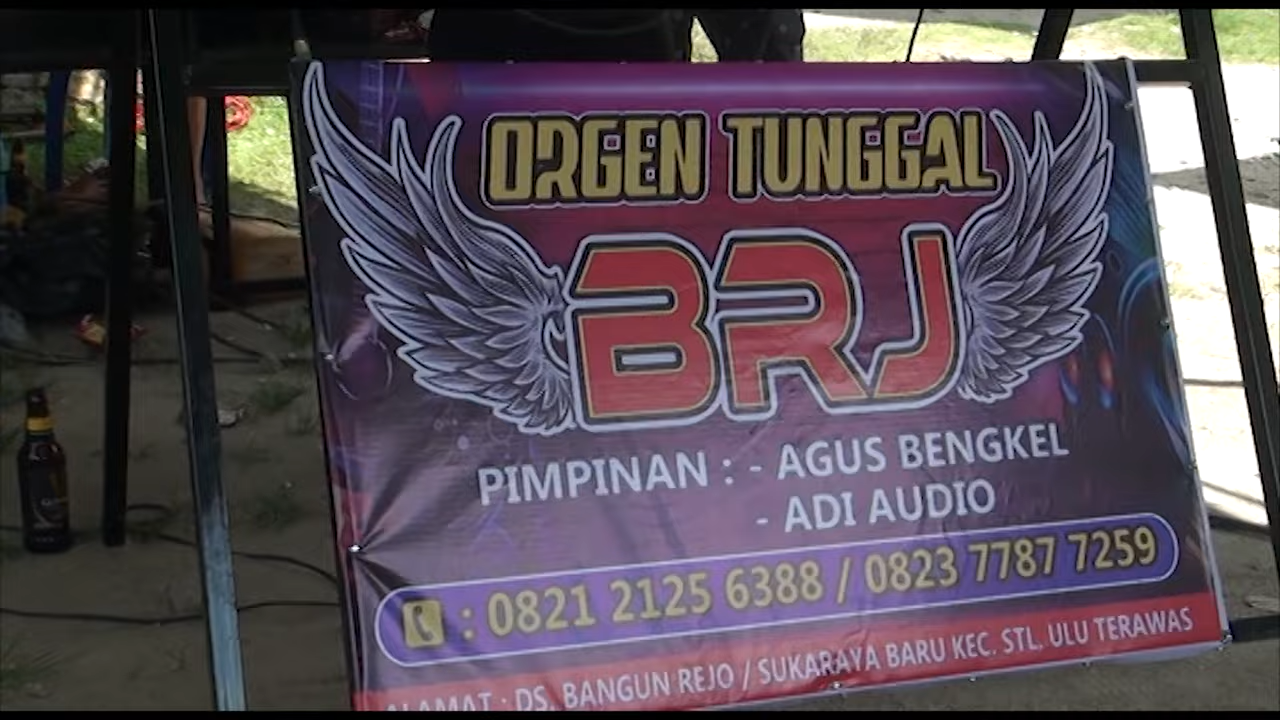 ORGEN TUNGGAL
BRJ
PIMPINAN : - AGUS BENGKEL
- ADI AUDIO
: 0821 2125 6388 / 0823 7787 7259
ALAMAT : DS. BANGUN REJO / SUKARAYA BARU KEC. STL. ULU TERAWAS